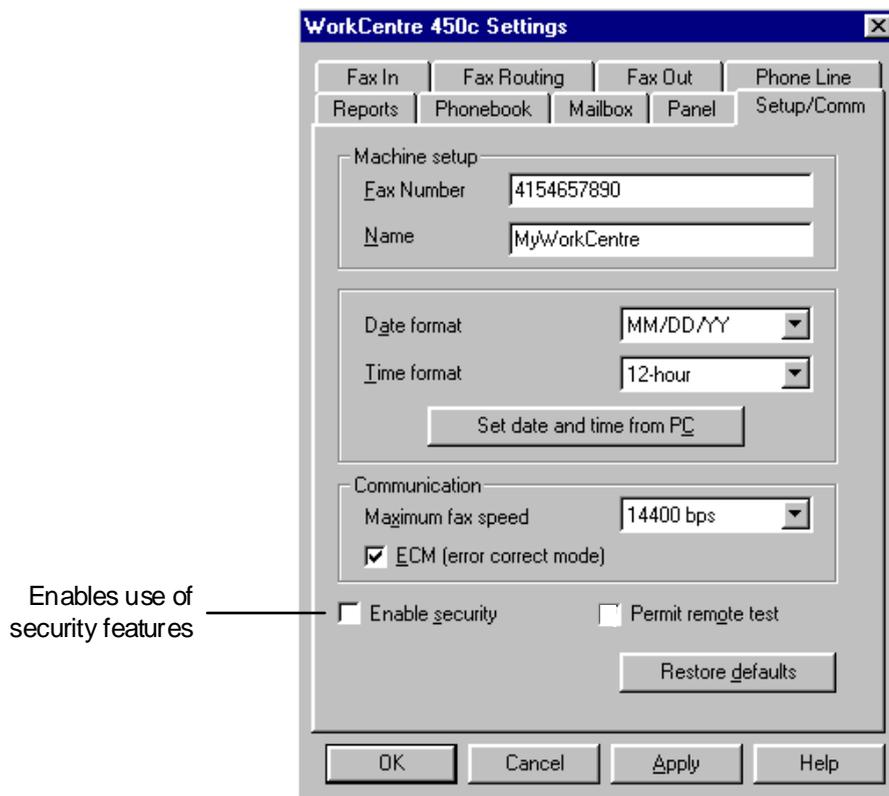 WorkCentre 450c Settings
Fax In Fax Routing Fax Out Phone Line
Reports Phonebook Mailbox Panel Setup/Comm
Machine setup
Fax Number 4154657890
Name MyWorkCentre
Date format MM/DD/YY
Time format 12-hour
Set date and time from PC
Communication
Maximum fax speed 14400 bps
ECM (error correct mode)
Enables use of
security features
Enable security Permit remote test
Restore defaults
OK Cancel Apply Help